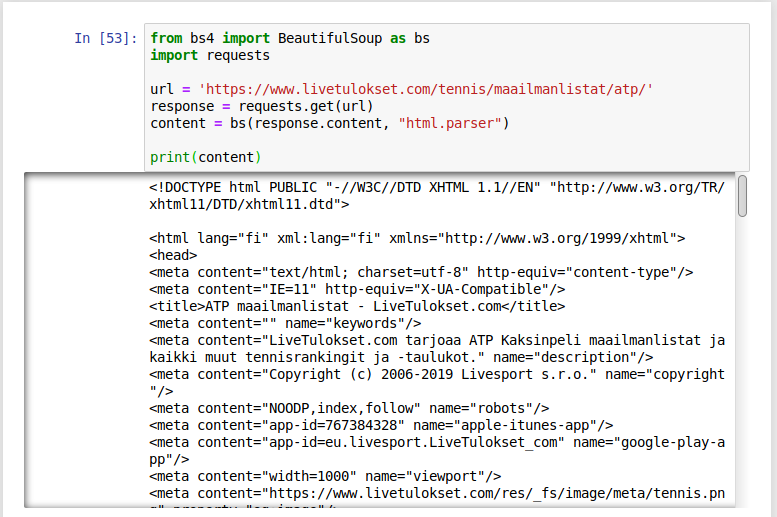 In [53]: from bs4 import BeautifulSoup as bs
import requests
url = 'https://www.livetulokset.com/tennis/maailmanlistat/atp/'
response = requests.get(url)
content = bs(response.content, "html.parser")
print(content)
<!DOCTYPE html PUBLIC "-//W3C//DTD XHTML 1.1//EN" "http://www.w3.org/TR/
xhtml11/DTD/xhtml11.dtd">
<html lang="fi" xml:lang="fi" xmlns="http://www.w3.org/1999/xhtml">
<head>
<meta content="text/html; charset=utf-8" http-equiv="content-type"/>
<meta content="IE=11" http-equiv="X-UA-Compatible"/>
<title>ATP maailmanlistat - LiveTulokset.com</title>
<meta content="" name="keywords"/>
<meta content="LiveTulokset.com tarjoaa ATP Kaksinpeli maailmanlistat ja
kaikki muut tennisrankingit ja -taulukot." name="description"/>
<meta content="Copyright (c) 2006-2019 Livesport s.r.o." name="copyright
"/>
<meta content="NOODP,index,follow" name="robots"/>
<meta content="app-id=767384328" name="apple-itunes-app"/>
<meta content="app-id=eu.livesport.LiveTulokset_com" name="google-play-a
pp"/>
<meta content="width=1000" name="viewport"/>
<meta content="https://www.livetulokset.com/res/_fs/image/meta/tennis.pn
g" property="og:image"/>